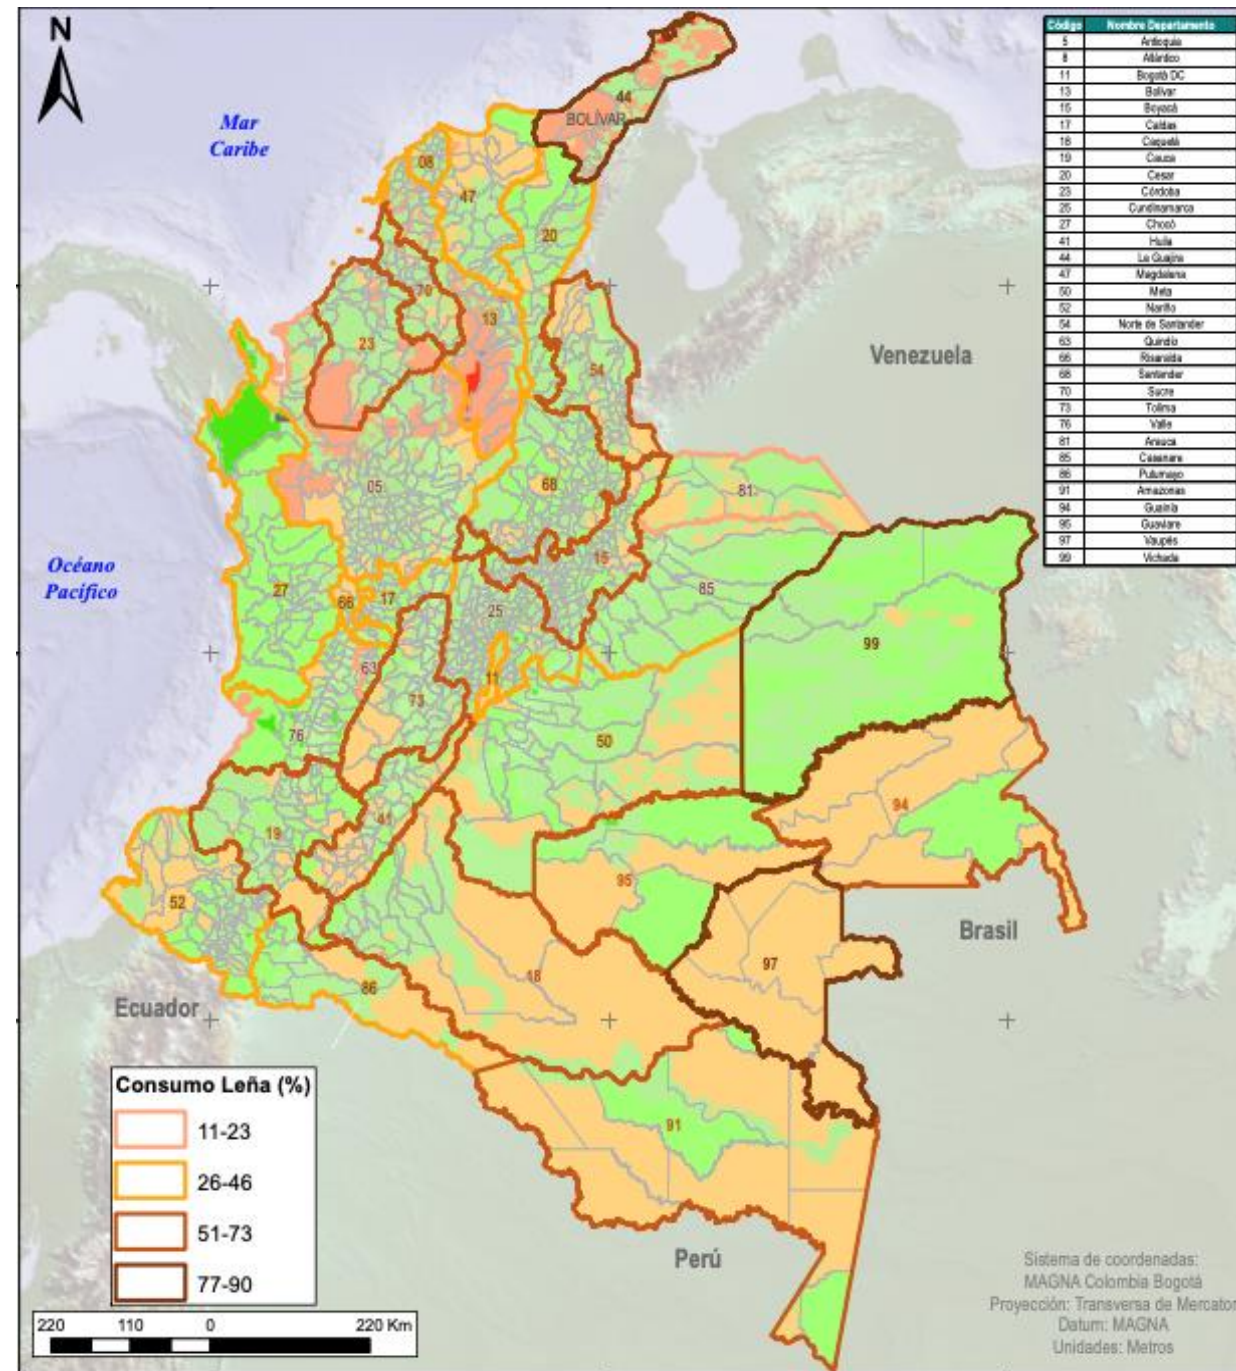 N
Mar
Caribe
Código Nombre Departamento
5 Antioquia
8 Atlántico
11 Bogotá DC
13 Bolívar
15 Boyacá
17 Caldas
18 Caquetá
19 Cauca
20 Cesar
23 Córdoba
25 Cundinamarca
27 Chocó
41 Huila
44 La Guajira
47 Magdalena
50 Meta
52 Nariño
54 Norte de Santander
63 Quindío
66 Risaralda
68 Santander
70 Sucre
73 Tolima
76 Valle
81 Arauca
85 Casanare
86 Putumayo
91 Amazonas
94 Guainía
95 Guaviare
97 Vaupés
99 Vichada
44
BOLÍVAR
08
47
20
70
13
23
54
Venezuela
05
68
81
Océano
Pacífico
15
27
66
17
25
85
63
11
99
73
76
50
19
41
94
52
95
97
Brasil
18
86
Ecuador
91
Perú
Consumo Leña (%)
11-23
26-46
51-73
77-90
220 110 0 220 Km
Sistema de coordenadas:
MAGNA Colombia Bogotá
Proyección: Transversa de Mercator
Datum: MAGNA
Unidades: Metros